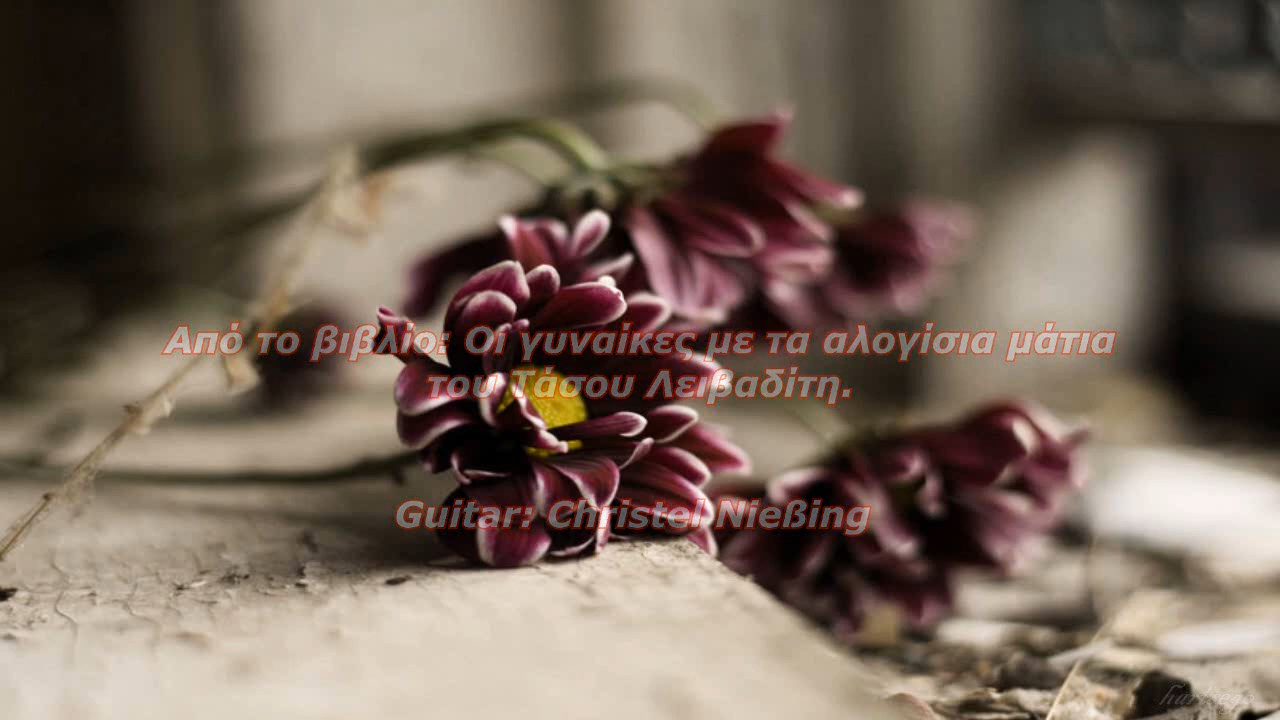 Από το βιβλίο: Οι γυναίκες με τα αλογίσια μάτια
του Τάσου Λειβαδίτη.
Guitar: Christel Nießing